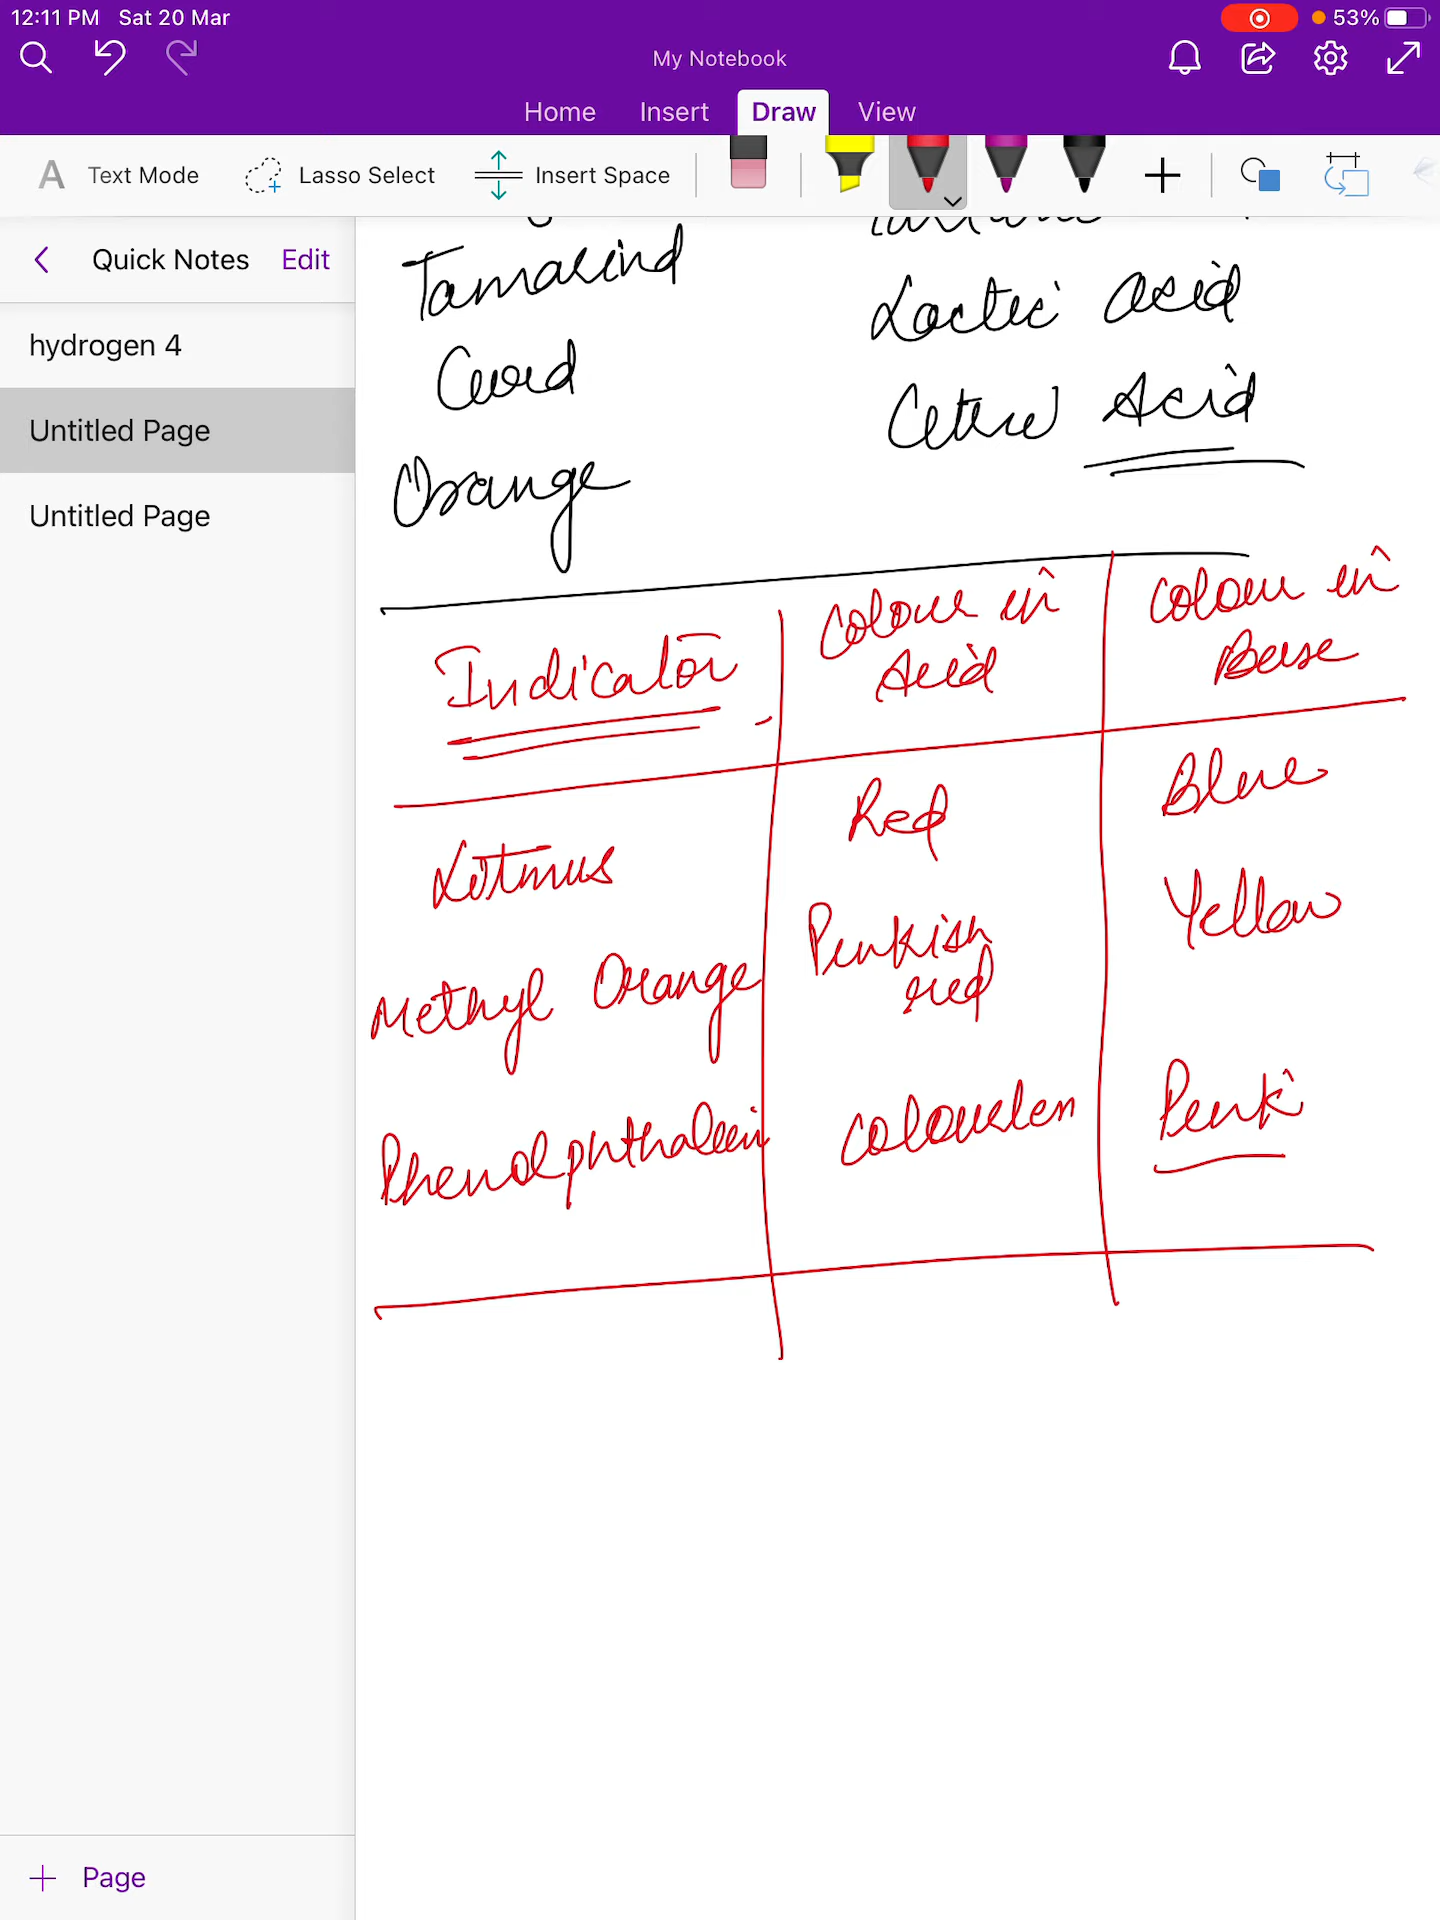 12:11 PM Sat 20 Mar
53%
My Notebook
Home Insert Draw View
A Text Mode Lasso Select Insert Space
Quick Notes Edit
hydrogen 4
Untitled Page
Untitled Page
Tamarind
Lactic Acid
Curd
Citric Acid
Orange
Indicator
Colour in Acid
Colour in Base
Litmus
Red
Blue
Methyl Orange
Pinkish red
Yellow
Phenolphthalein
Colourless
Pink
Page